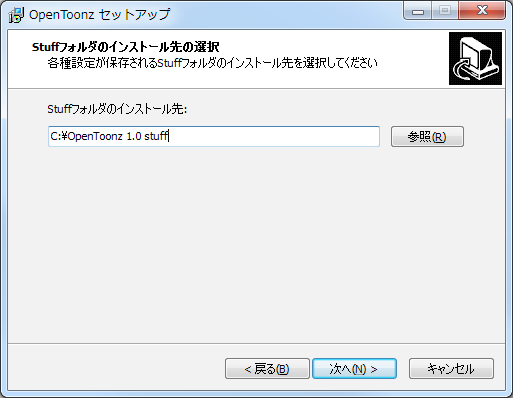 OpenToonz セットアップ
Stuffフォルダのインストール先の選択
各種設定が保存されるStuffフォルダのインストール先を選択してください
Stuffフォルダのインストール先:
C:¥OpenToonz 1.0 stuff
参照(R)
< 戻る(B)
次へ(N) >
キャンセル